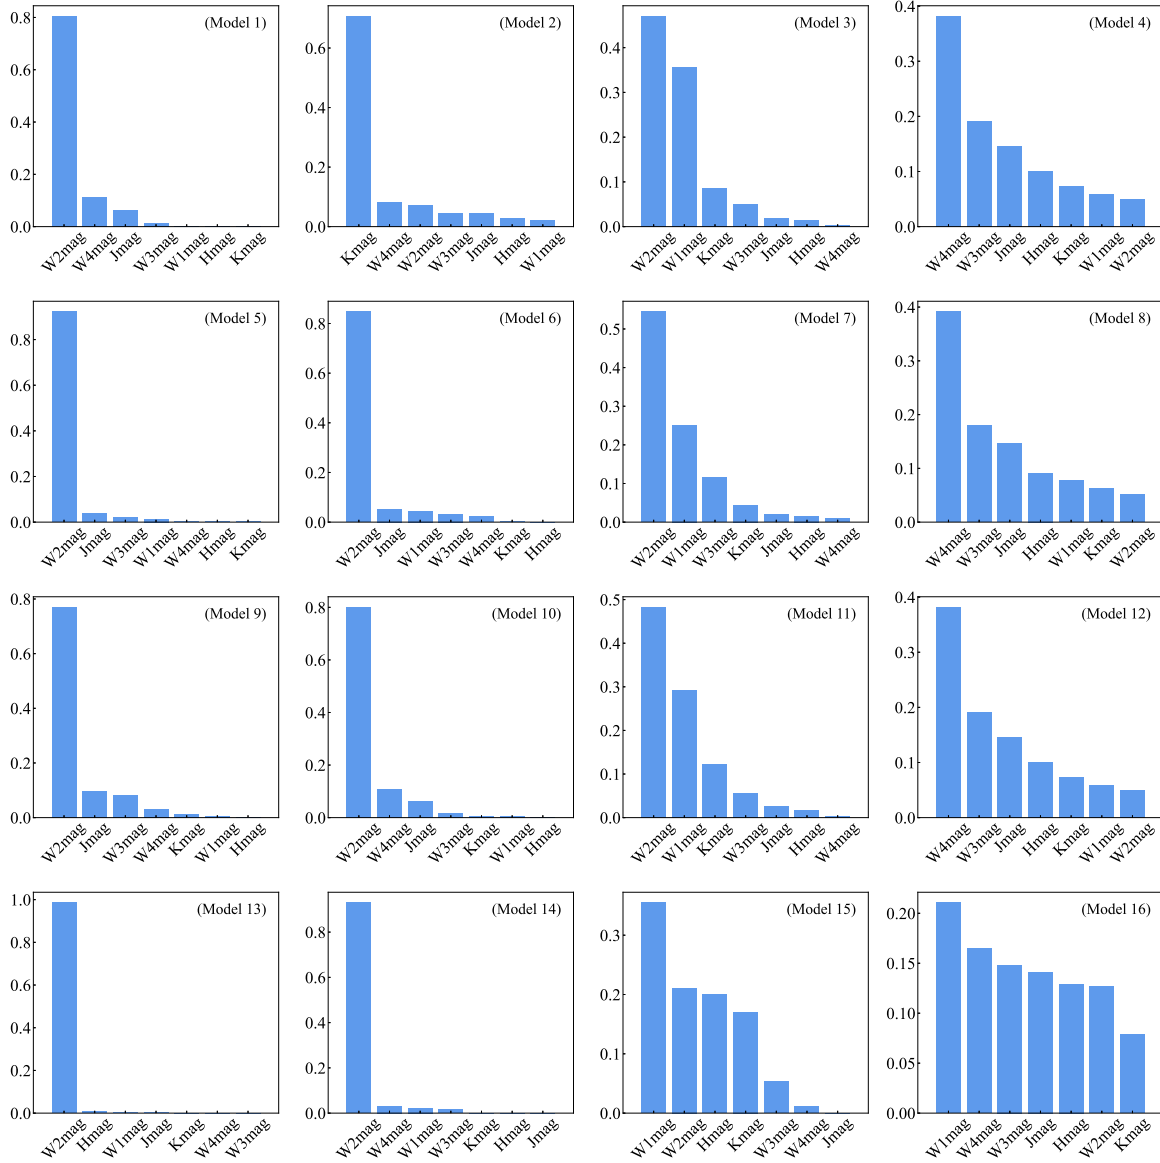 (Model 1)
0.8
0.6
0.4
0.2
0.0
W2mag W4mag Jmag W3mag W1mag Hmag Kmag
(Model 2)
0.6
0.4
0.2
0.0
Kmag W4mag W2mag W3mag Jmag Hmag W1mag
(Model 3)
0.4
0.3
0.2
0.1
0.0
W2mag W1mag Kmag W3mag Jmag Hmag W4mag
(Model 4)
0.4
0.3
0.2
0.1
0.0
W4mag W3mag Jmag Hmag Kmag W1mag W2mag
(Model 5)
0.8
0.6
0.4
0.2
0.0
W2mag Jmag W3mag W1mag W4mag Hmag Kmag
(Model 6)
0.8
0.6
0.4
0.2
0.0
W2mag Jmag W1mag W3mag W4mag Kmag Hmag
(Model 7)
0.5
0.4
0.3
0.2
0.1
0.0
W2mag W1mag W3mag Kmag Jmag Hmag W4mag
(Model 8)
0.4
0.3
0.2
0.1
0.0
W4mag W3mag Jmag Hmag W1mag Kmag W2mag
(Model 9)
0.8
0.6
0.4
0.2
0.0
W2mag Jmag W3mag W4mag Kmag W1mag Hmag
(Model 10)
0.8
0.6
0.4
0.2
0.0
W2mag W4mag Jmag W3mag Kmag W1mag Hmag
(Model 11)
0.5
0.4
0.3
0.2
0.1
0.0
W2mag W1mag Kmag W3mag Jmag Hmag W4mag
(Model 12)
0.4
0.3
0.2
0.1
0.0
W4mag W3mag Jmag Hmag Kmag W1mag W2mag
(Model 13)
1.0
0.8
0.6
0.4
0.2
0.0
W2mag Hmag W1mag Jmag Kmag W4mag W3mag
(Model 14)
0.8
0.6
0.4
0.2
0.0
W2mag W4mag W1mag W3mag Kmag Hmag Jmag
(Model 15)
0.3
0.2
0.1
0.0
W1mag W2mag Hmag Kmag W3mag W4mag Jmag
(Model 16)
0.20
0.15
0.10
0.05
0.00
W1mag W4mag W3mag Jmag Hmag W2mag Kmag